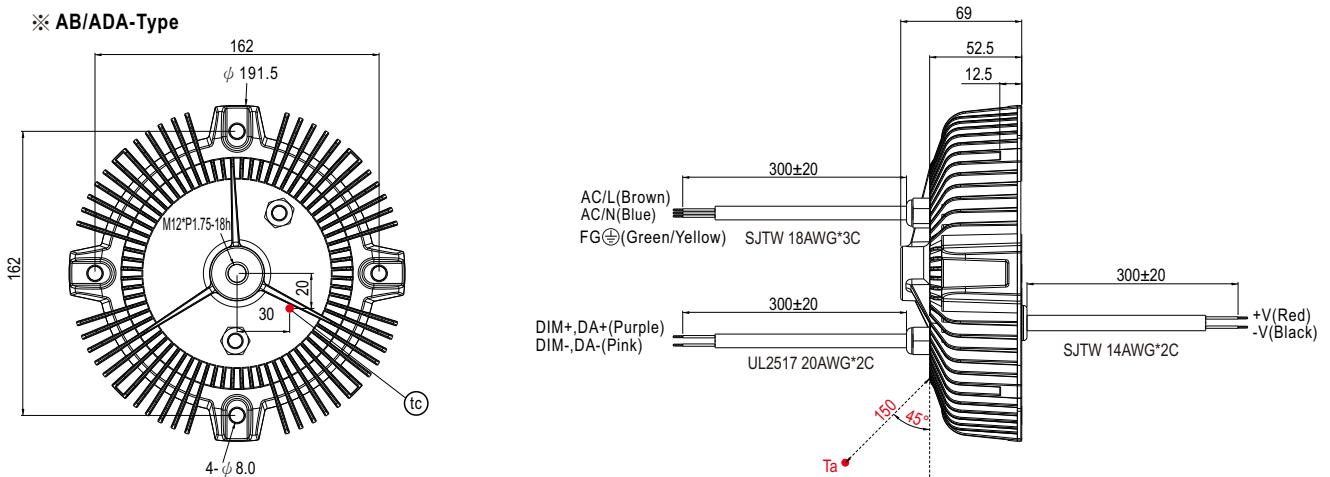 ※ AB/ADA-Type
162
ϕ 191.5
162
M12*P1.75-18h
20
30
tc
4- ϕ 8.0
69
52.5
12.5
300±20
AC/L(Brown)
AC/N(Blue)
FG⏚(Green/Yellow)
SJTW 18AWG*3C
300±20
DIM+,DA+(Purple)
DIM-,DA-(Pink)
UL2517 20AWG*2C
300±20
+V(Red)
-V(Black)
SJTW 14AWG*2C
150
45°
Ta